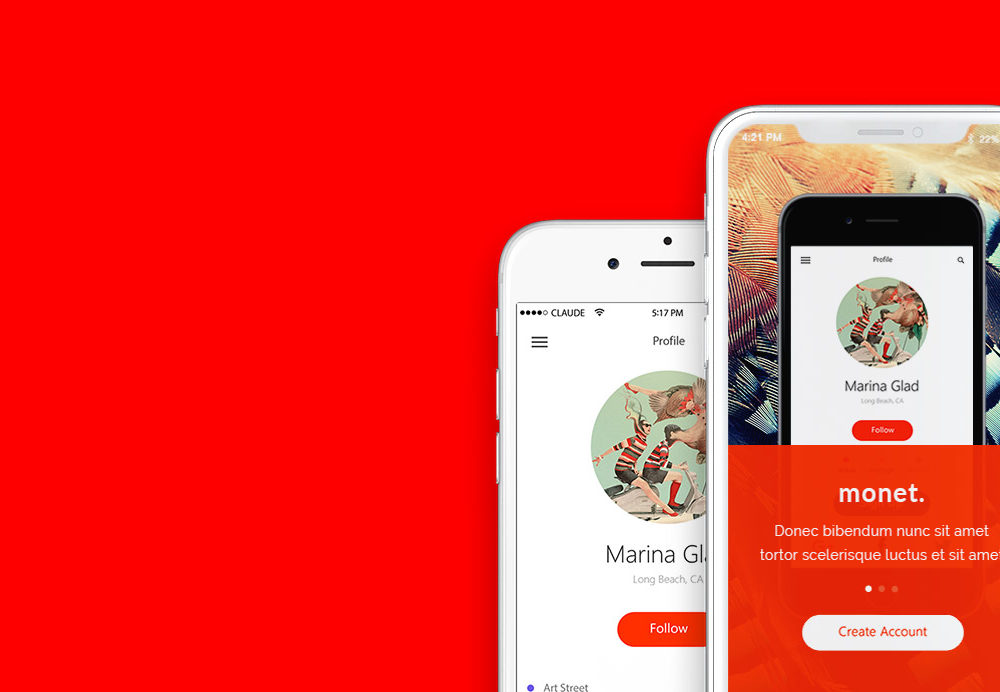 CLAUDE
5:17 PM
Profile
Marina Gl
Long Beach, CA
Follow
Art Street
4:21 PM
22%
Profile
Marina Glad
Long Beach, CA
Follow
monet.
Donec bibendum nunc sit amet
tortor scelerisque luctus et sit amet
Create Account